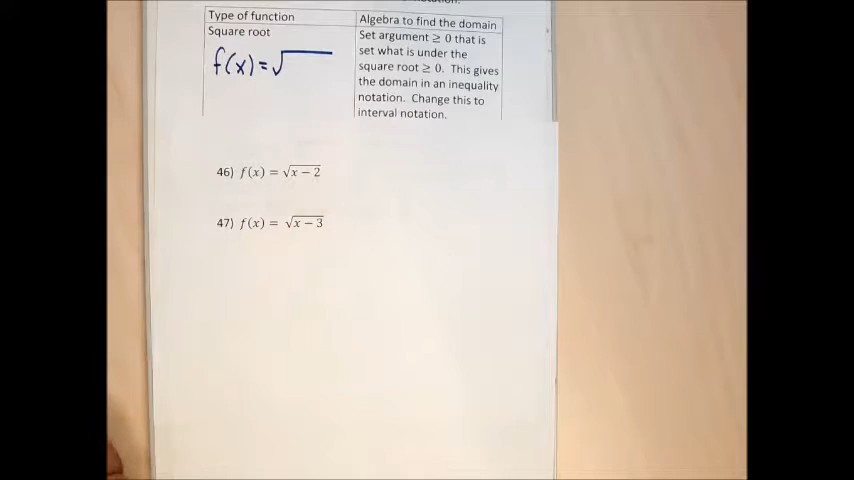 Type of function
Algebra to find the domain
Square root
f(x) = √
Set argument ≥ 0 that is
set what is under the
square root ≥ 0. This gives
the domain in an inequality
notation. Change this to
interval notation.
46) f(x) = √x − 2
47) f(x) = √x − 3